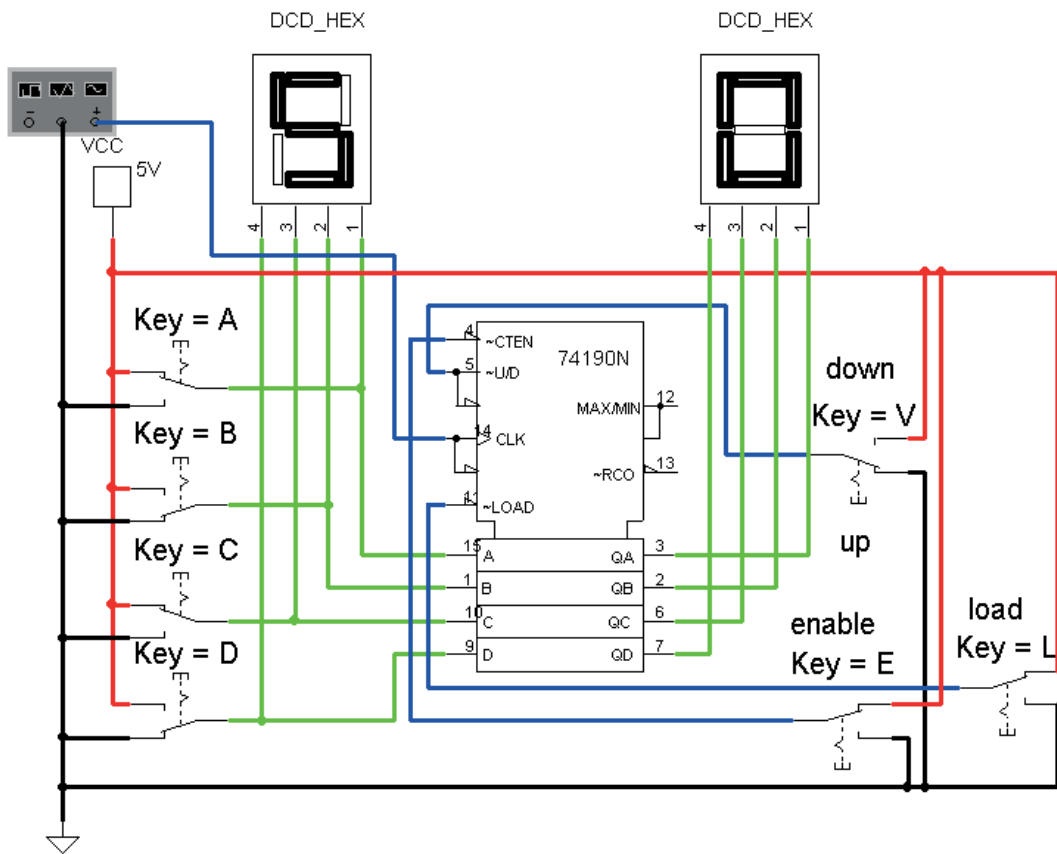 DCD_HEX
DCD_HEX
VCC
5V
4 3 2 1
4 3 2 1
Key = A
Key = B
Key = C
Key = D
74190N
4 ~CTEN
5 ~U/D
MAX/MIN 12
14 CLK
~RCO 13
11 ~LOAD
15 A QA 3
1 B QB 2
10 C QC 6
9 D QD 7
down
Key = V
up
enable
Key = E
load
Key = L